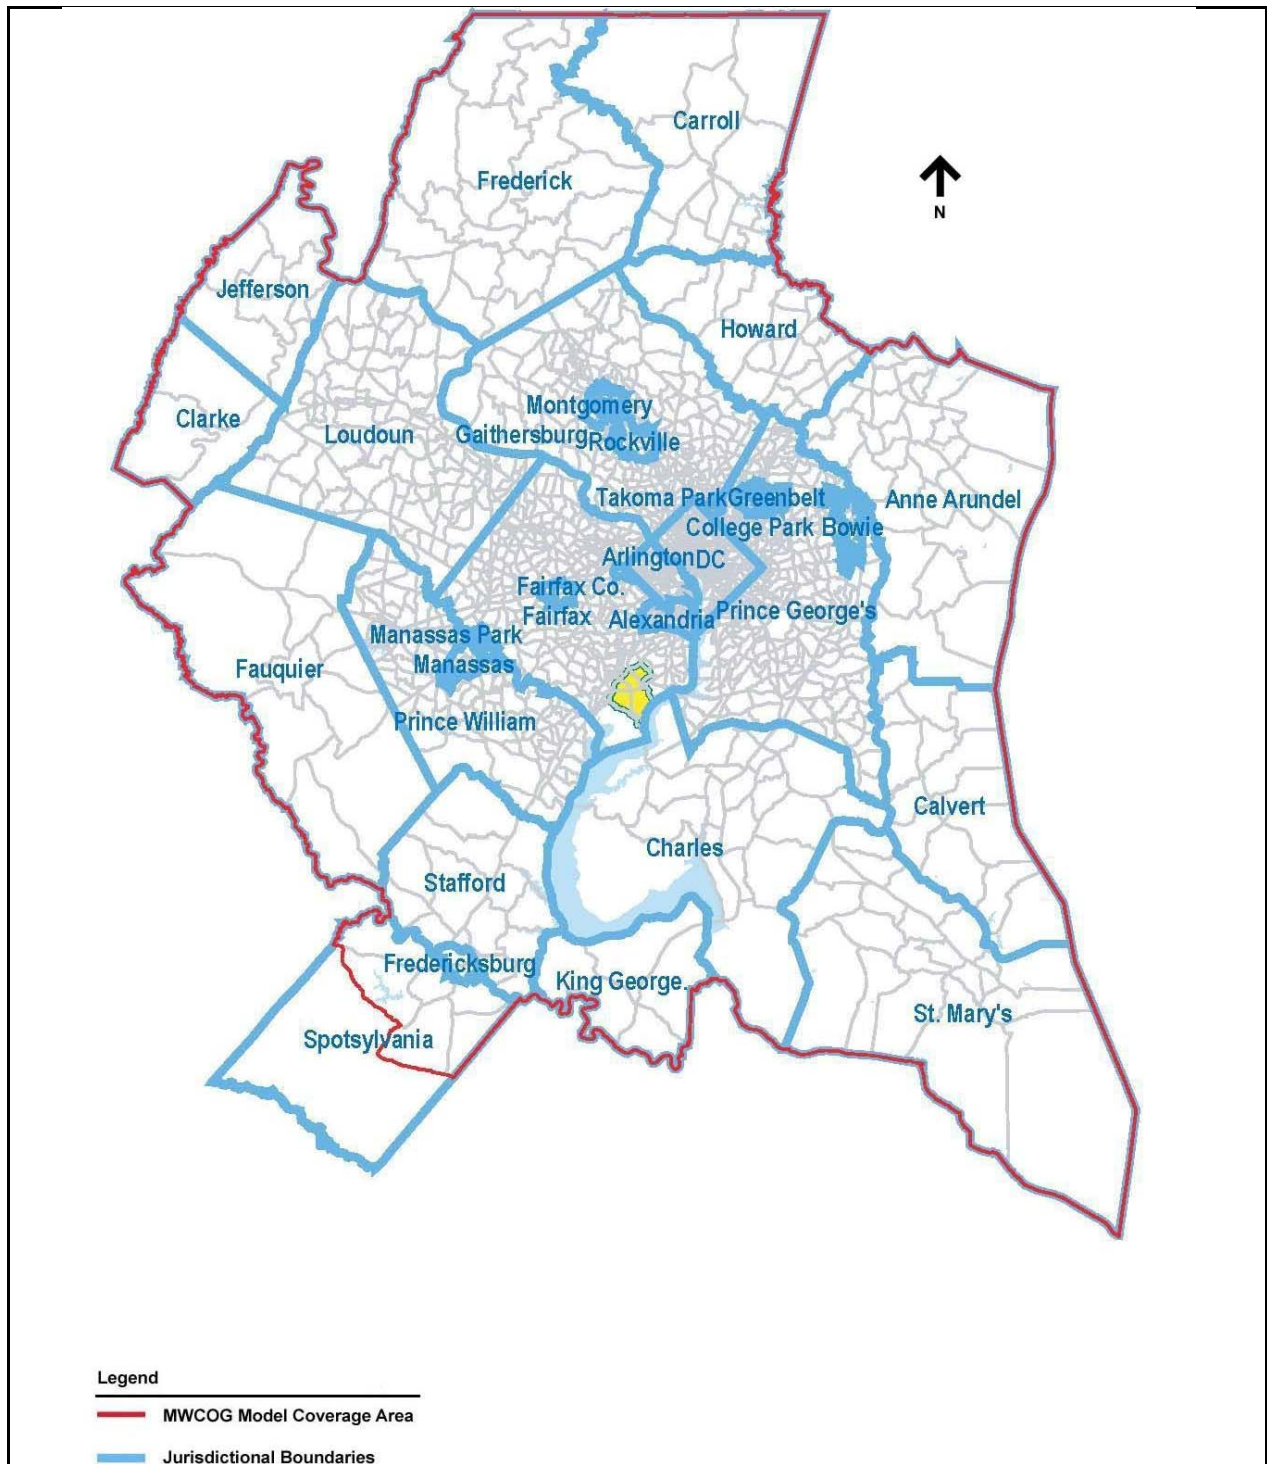 Carroll
Frederick
N
Jefferson
Howard
Montgomery
Clarke
Loudoun
Gaithersburg
Rockville
Takoma Park
Greenbelt
Anne Arundel
College Park
Bowie
Arlington
DC
Fairfax Co.
Fairfax
Alexandria
Prince George's
Manassas Park
Manassas
Fauquier
Prince William
Calvert
Charles
Stafford
Fredericksburg
King George.
St. Mary's
Spotsylvania
Legend
MWCOG Model Coverage Area
Jurisdictional Boundaries